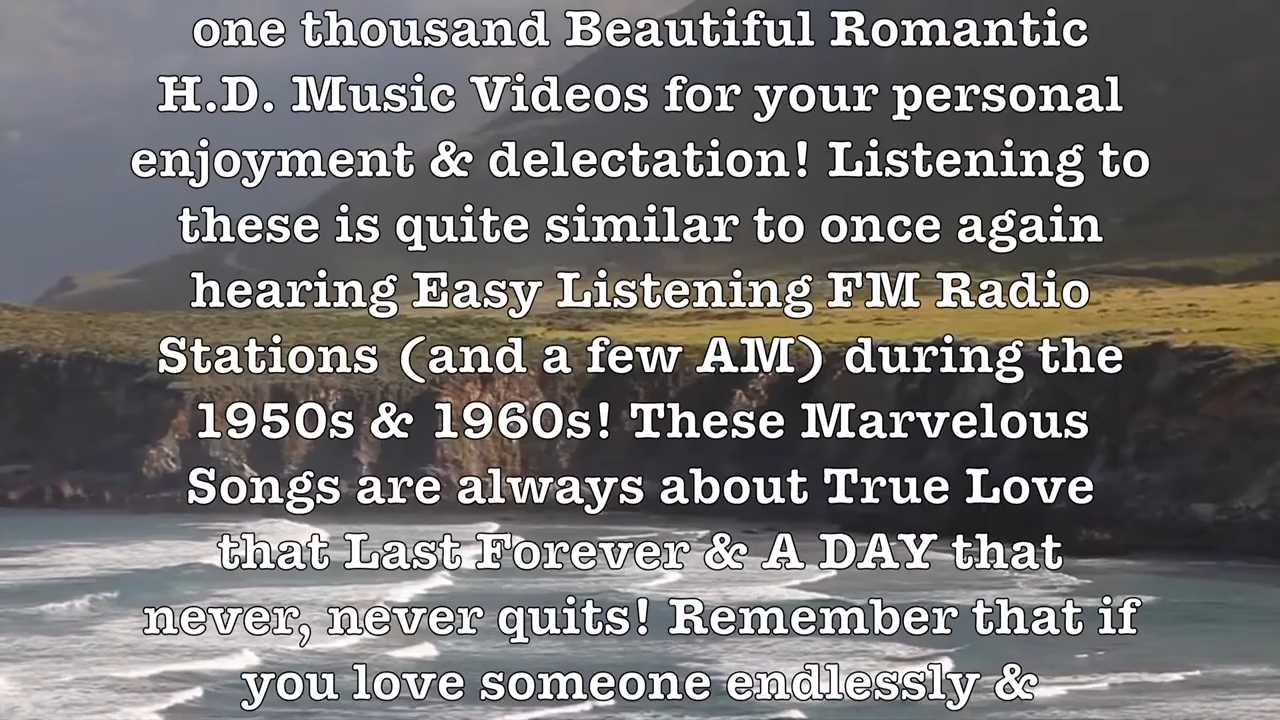 one thousand Beautiful Romantic
H.D. Music Videos for your personal
enjoyment & delectation! Listening to
these is quite similar to once again
hearing Easy Listening FM Radio
Stations (and a few AM) during the
1950s & 1960s! These Marvelous
Songs are always about True Love
that Last Forever & A DAY that
never, never quits! Remember that if
you love someone endlessly &